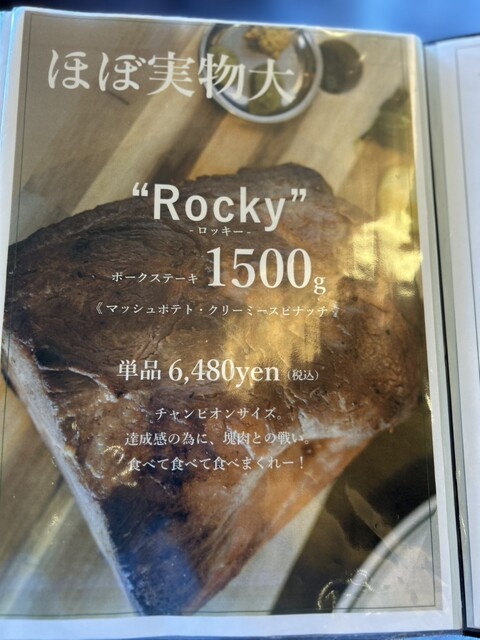 ほぼ実物大
“Rocky”
- ロッキー -
ポークステーキ 1500g
《マッシュポテト・クリーミースピナッチ》
単品 6,480yen（税込）
チャンピオンサイズ。
達成感の為に、塊肉との戦い。
食べて食べて食べまくれー！